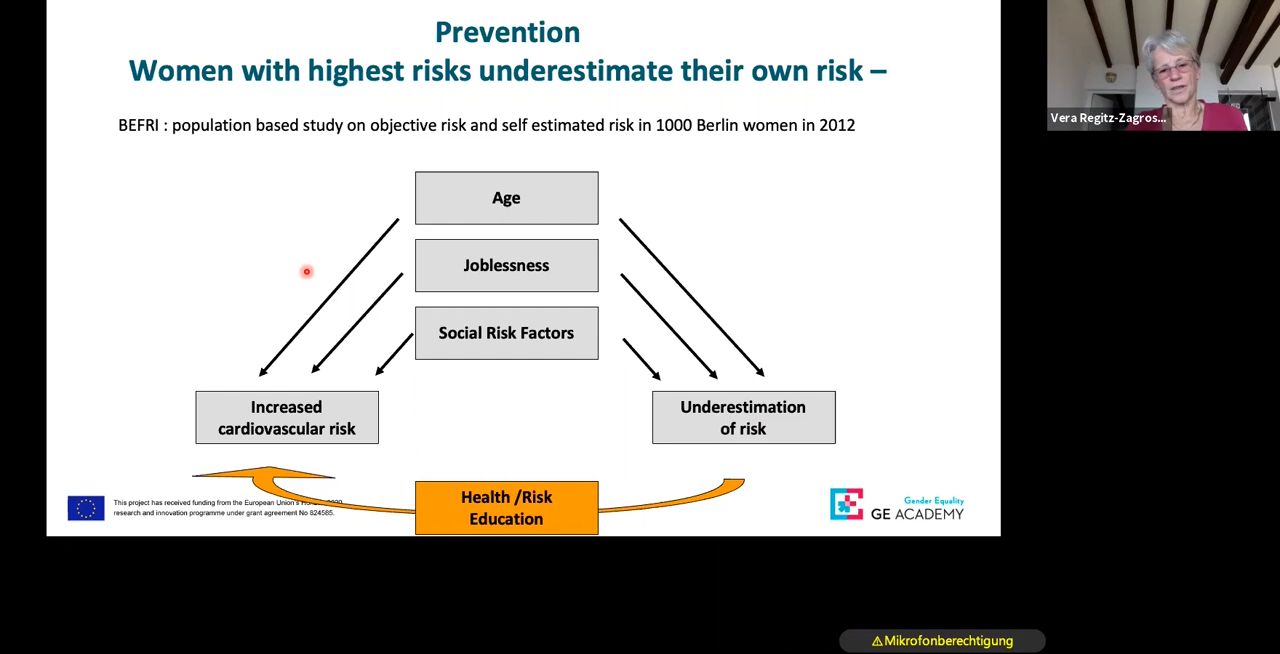 Prevention
Women with highest risks underestimate their own risk –
BEFRI : population based study on objective risk and self estimated risk in 1000 Berlin women in 2012
Age
Joblessness
Social Risk Factors
Increased
cardiovascular risk
Underestimation
of risk
Health /Risk
Education
This project has received funding from the European Union's 2020
research and innovation programme under grant agreement No 824585.
Gender Equality
GE ACADEMY
Vera Regitz-Zagros...
⚠Mikrofonberechtigung